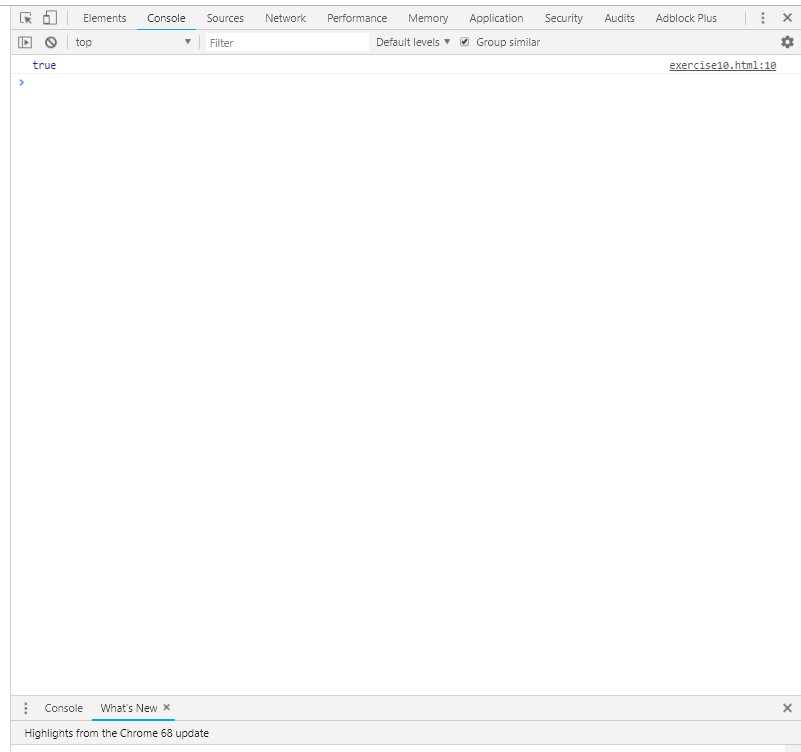 Elements Console Sources Network Performance Memory Application Security Audits Adblock Plus
top Filter Default levels Group similar
true exercise10.html:10
Console What's New
Highlights from the Chrome 68 update